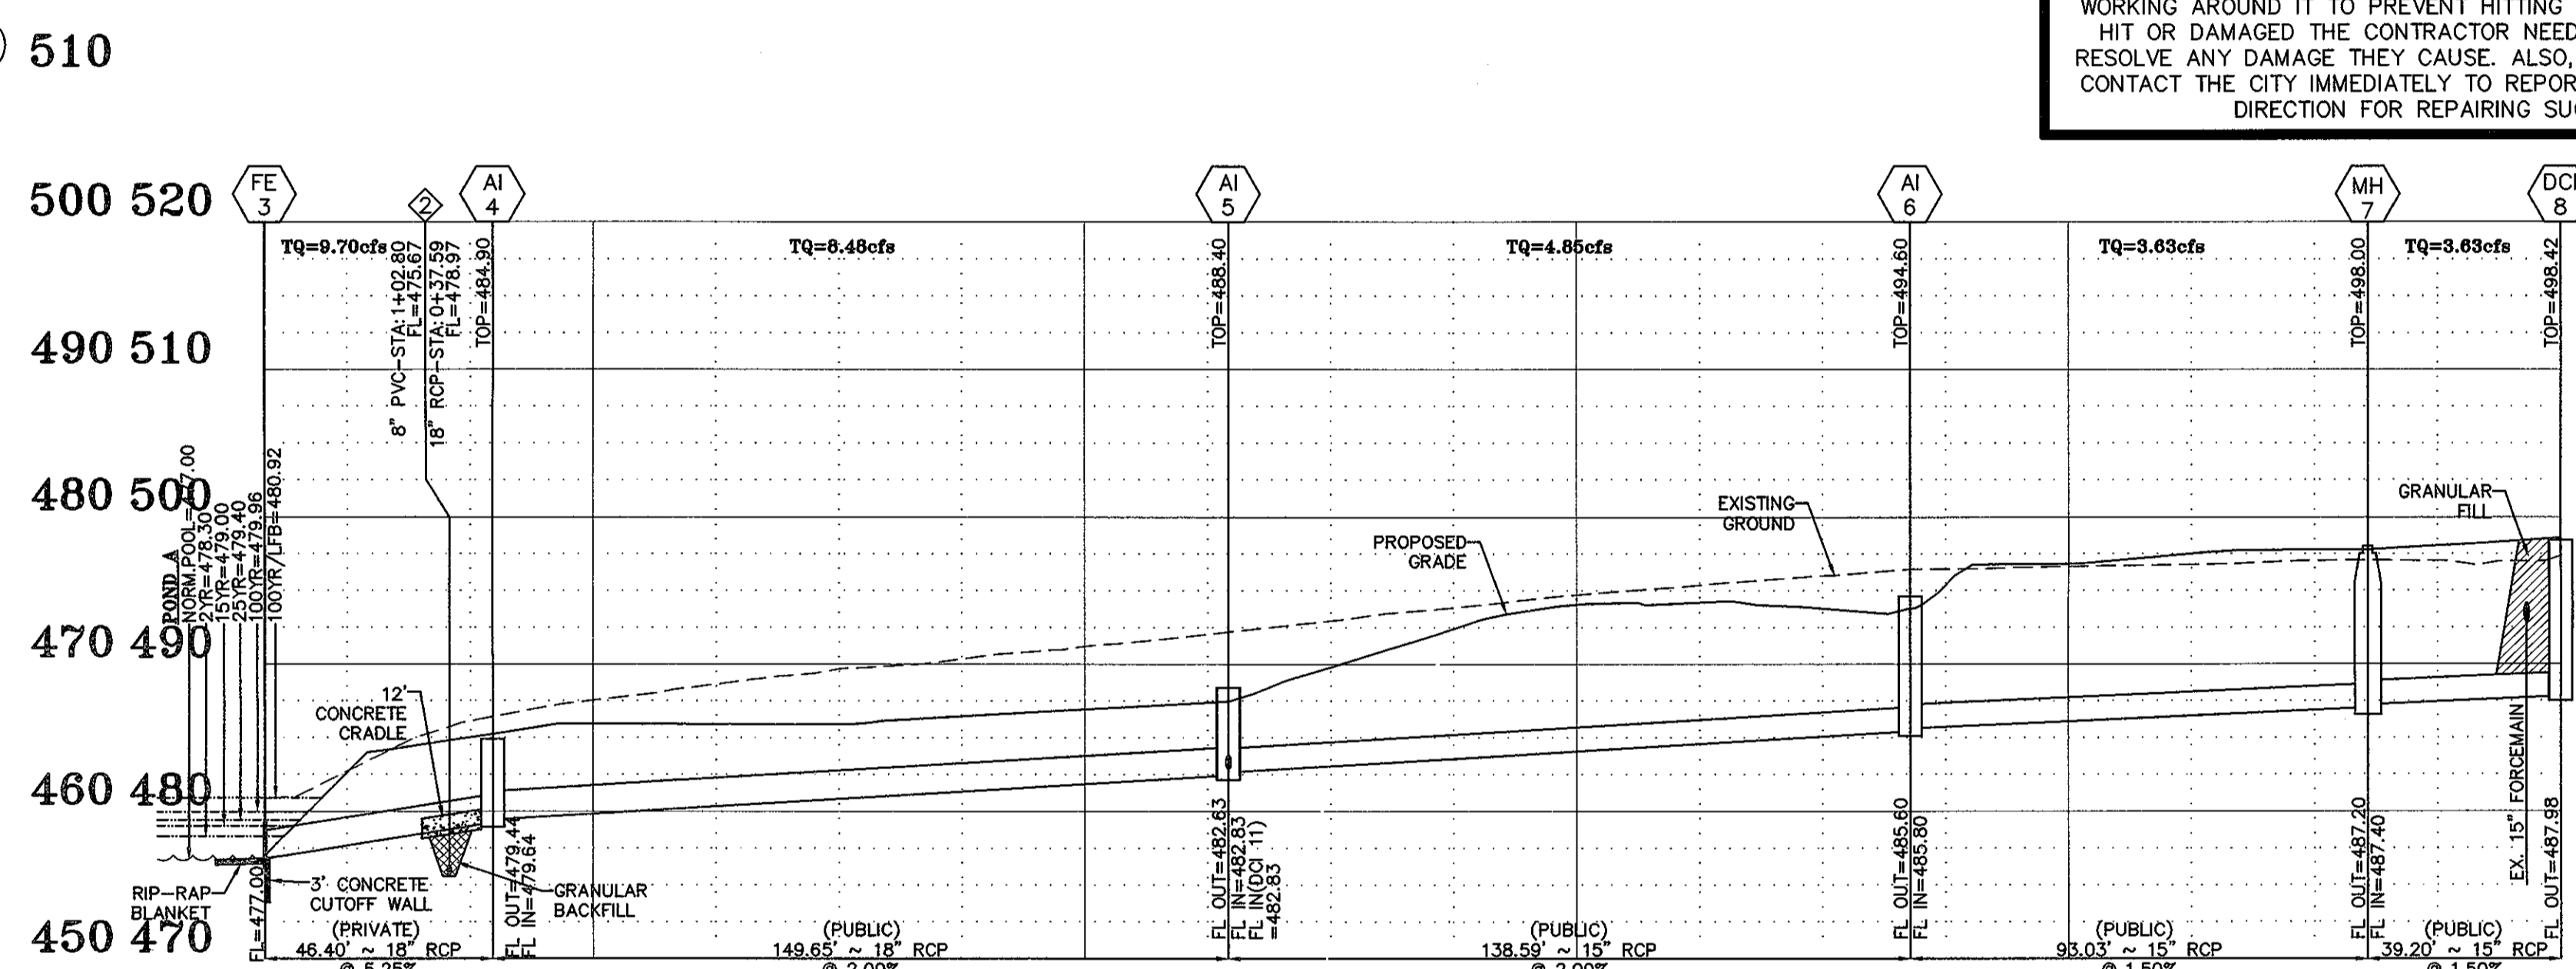 WORKING AROUND IT TO PREVENT HITTING
HIT OR DAMAGED THE CONTRACTOR NEED
RESOLVE ANY DAMAGE THEY CAUSE. ALSO,
CONTACT THE CITY IMMEDIATELY TO REPOR
DIRECTION FOR REPAIRING SU
510
500 520
490 510
480 500
470 490
460 480
450 470
FE
3
2
AI
4
AI
5
AI
6
MH
7
DCI
8
TQ=9.70cfs
TQ=8.48cfs
TQ=4.85cfs
TQ=3.63cfs
TQ=3.63cfs
8" PVC-STA:1+02.80
FL=475.67
18" RCP-STA:0+37.59
FL=478.97
TOP=484.90
TOP=488.40
TOP=494.60
TOP=498.00
TOP=498.42
POND A
NORM.POOL=477.00
2YR=478.30
15YR=479.00
25YR=479.40
100YR=479.96
100YR/LFB=480.92
EXISTING
GROUND
PROPOSED
GRADE
GRANULAR
FILL
12'
CONCRETE
CRADLE
RIP-RAP
BLANKET
3' CONCRETE
CUTOFF WALL
GRANULAR
BACKFILL
EX. 15" FORCEMAIN
FL=477.00
FL OUT=479.44
FL IN=479.64
FL OUT=482.63
FL IN=482.83
FL IN(DCI 11)
=482.83
FL OUT=485.60
FL IN=485.80
FL OUT=487.20
FL IN=487.40
FL OUT=487.98
(PRIVATE)
46.40' ~ 18" RCP
@ 5.25%
(PUBLIC)
149.65' ~ 18" RCP
@ 2.00%
(PUBLIC)
138.59' ~ 15" RCP
@ 2.00%
(PUBLIC)
93.03' ~ 15" RCP
@ 1.50%
(PUBLIC)
39.20' ~ 15" RCP
@ 1.50%